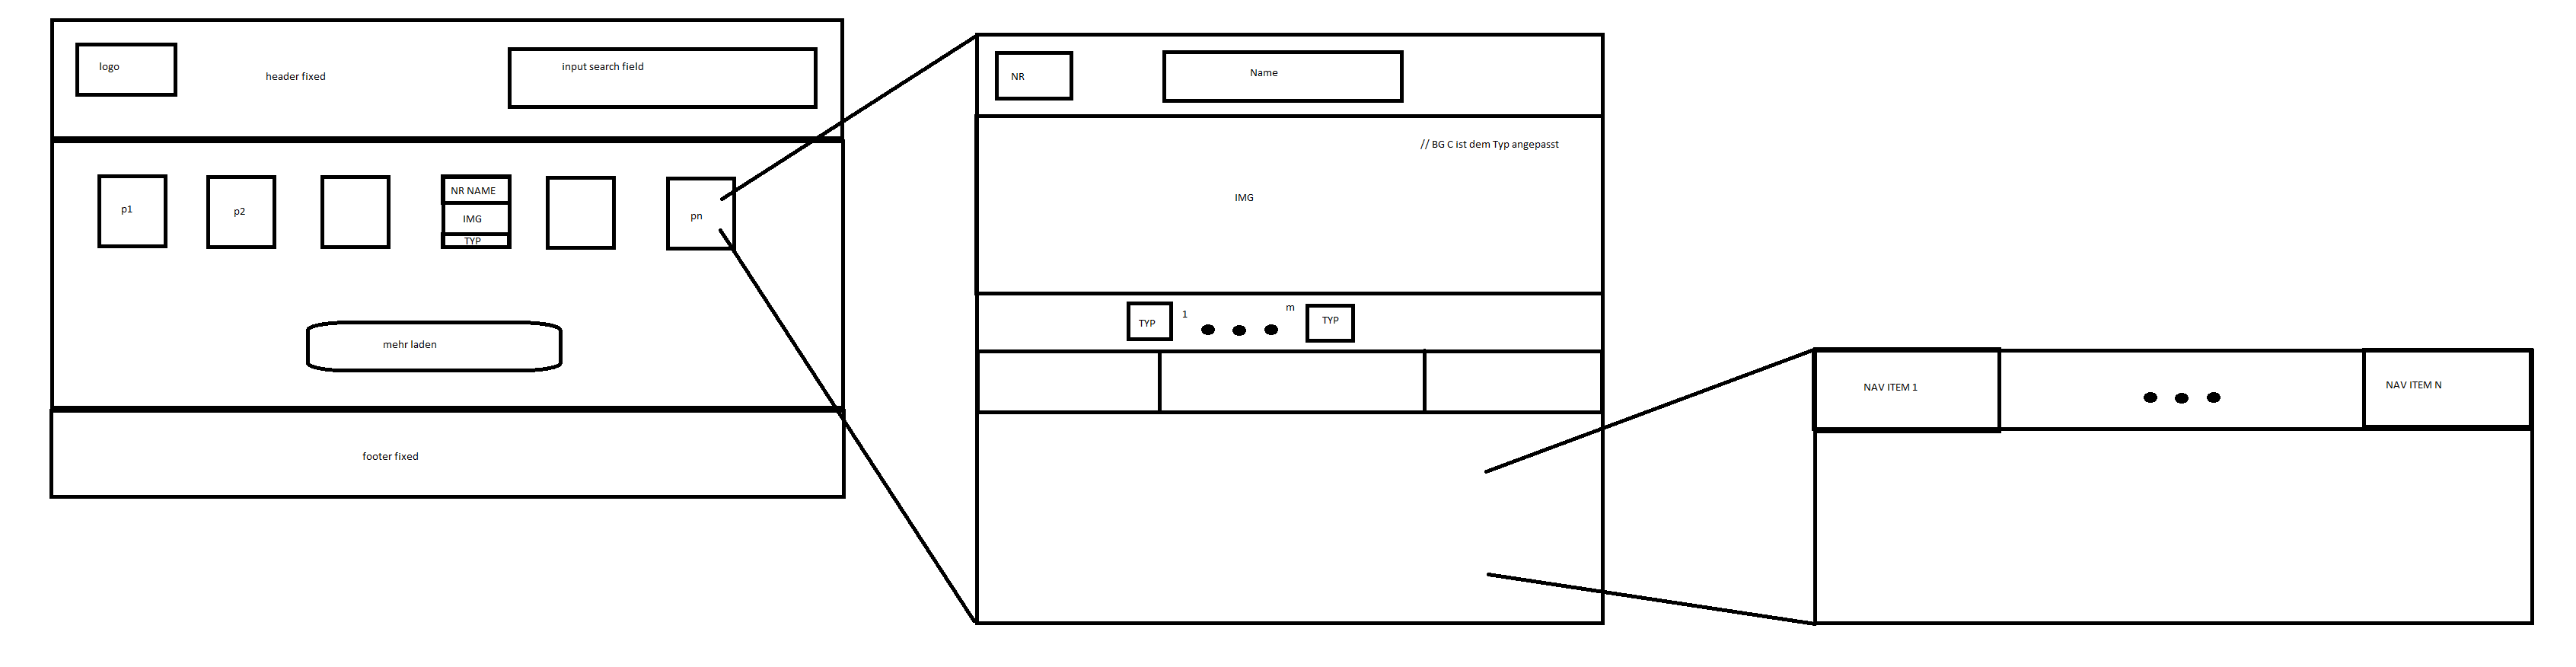 logo
header fixed
input search field
p1
p2
NR NAME
IMG
TYP
pn
mehr laden
footer fixed
NR
Name
// BG C ist dem Typ angepasst
IMG
TYP
1
m
TYP
NAV ITEM 1
NAV ITEM N